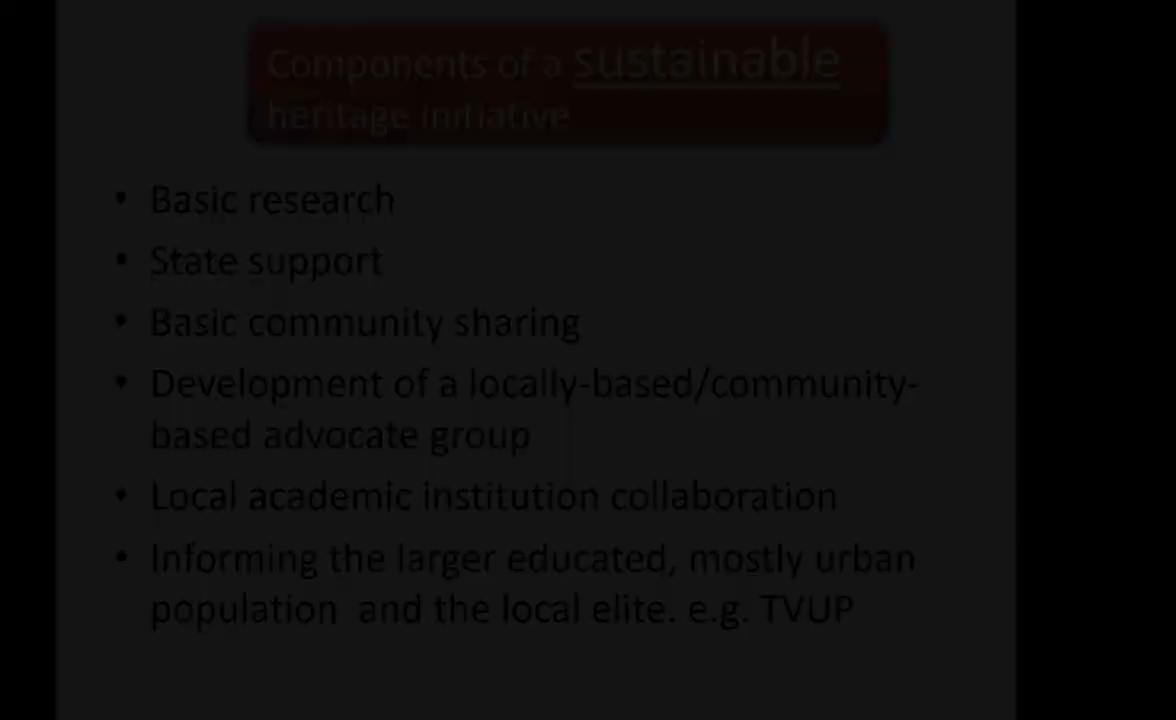 Components of a sustainable
heritage initiative
• Basic research
• State support
• Basic community sharing
• Development of a locally-based/community-
based advocate group
• Local academic institution collaboration
• Informing the larger educated, mostly urban
population and the local elite. e.g. TVUP